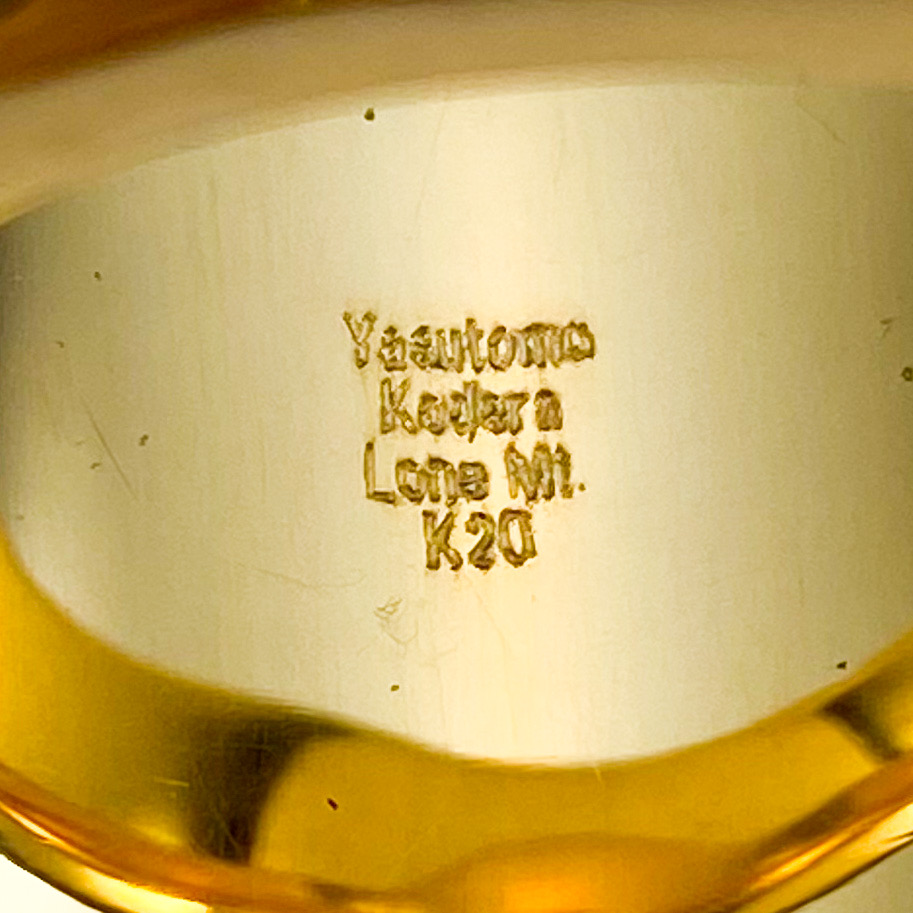 Yasutomo
Kodera
Lone Mt.
K20